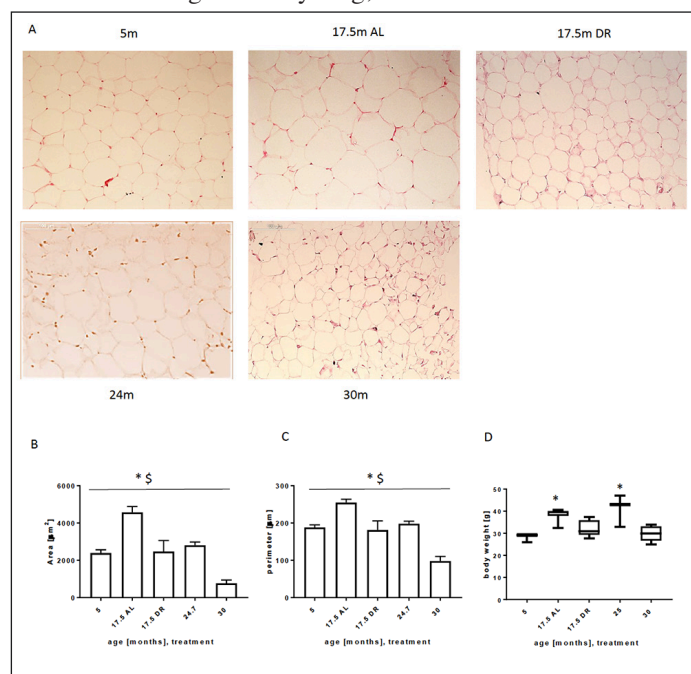 A
5m
17.5m AL
17.5m DR
24m
30m
B
* $
Area [µm²]
6000
4000
2000
0
5
17.5 AL
17.5 DR
24.7
30
age [months], treatment
C
* $
perimeter [µm]
300
200
100
0
5
17.5 AL
17.5 DR
24.7
30
age [months], treatment
D
*
*
body weight [g]
50
40
30
20
10
0
5
17.5 AL
17.5 DR
25
30
age [months], treatment